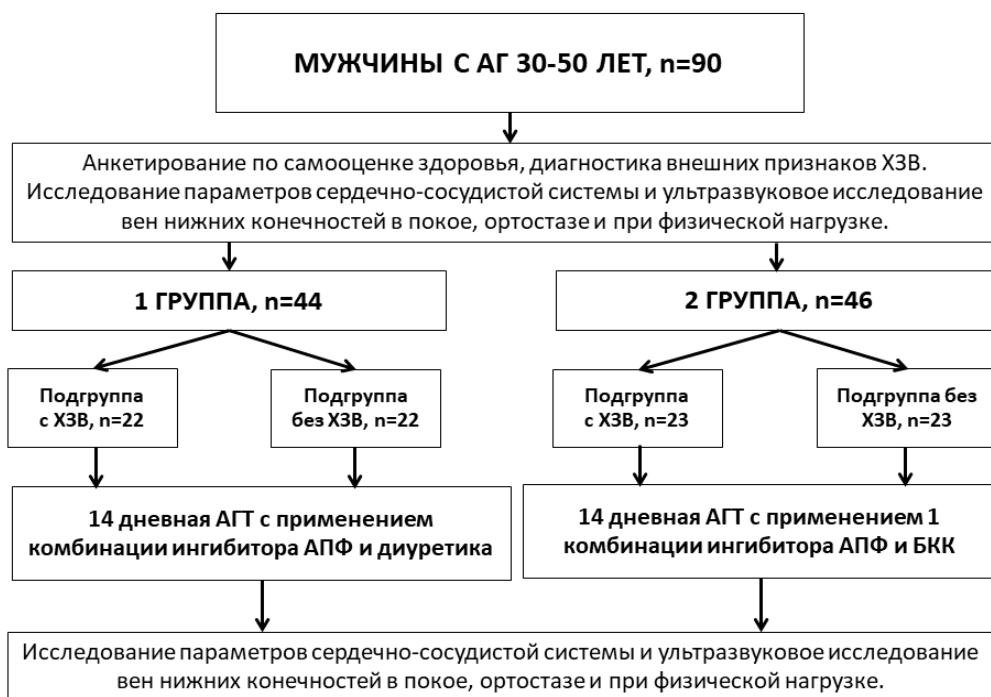 МУЖЧИНЫ С АГ 30-50 ЛЕТ, n=90
Анкетирование по самооценке здоровья, диагностика внешних признаков ХЗВ.
Исследование параметров сердечно-сосудистой системы и ультразвуковое исследование
вен нижних конечностей в покое, ортостазе и при физической нагрузке.
1 ГРУППА, n=44
2 ГРУППА, n=46
Подгруппа
с ХЗВ, n=22
Подгруппа
без ХЗВ, n=22
Подгруппа
с ХЗВ, n=23
Подгруппа без
ХЗВ, n=23
14 дневная АГТ с применением
комбинации ингибитора АПФ и диуретика
14 дневная АГТ с применением 1
комбинации ингибитора АПФ и БКК
Исследование параметров сердечно-сосудистой системы и ультразвуковое исследование
вен нижних конечностей в покое, ортостазе и при физической нагрузке.